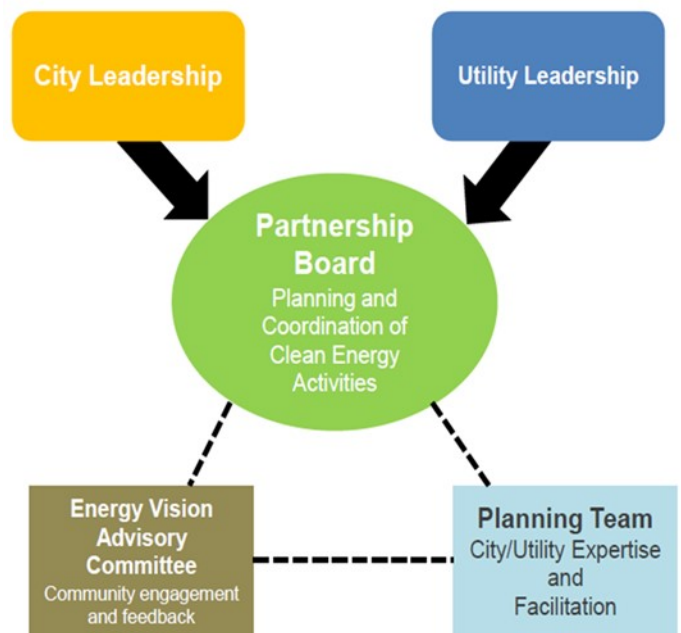 City Leadership
Utility Leadership
Partnership
Board
Planning and
Coordination of
Clean Energy
Activities
Energy Vision
Advisory
Committee
Community engagement
and feedback
Planning Team
City/Utility Expertise
and
Facilitation